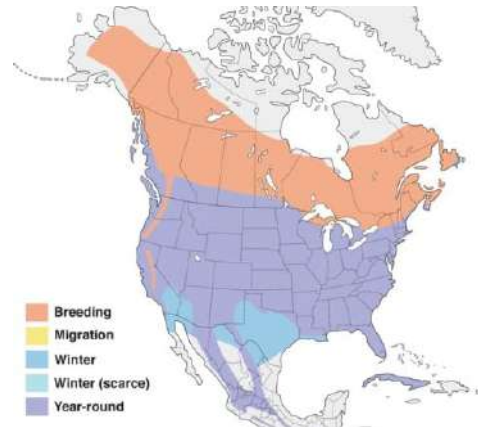 Breeding
Migration
Winter
Winter (scarce)
Year-round